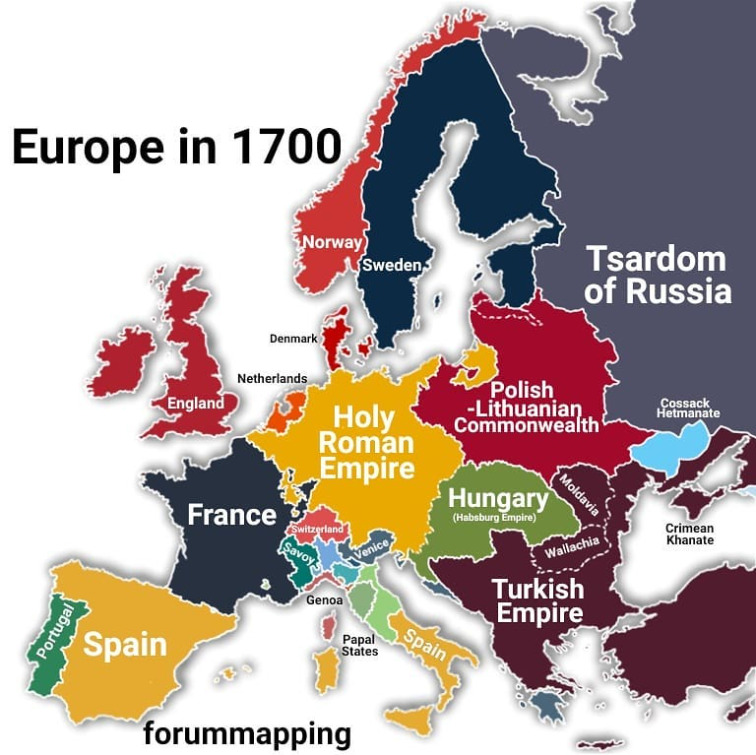 Europe in 1700
Norway
Sweden
Tsardom
of Russia
Denmark
Netherlands
England
Holy
Roman
Empire
Polish
-Lithuanian
Commonwealth
Cossack
Hetmanate
France
Hungary
(Habsburg Empire)
Moldavia
Switzerland
Savoy
Venice
Wallachia
Crimean
Khanate
Genoa
Turkish
Empire
Portugal
Spain
Papal
States
Spain
forummapping